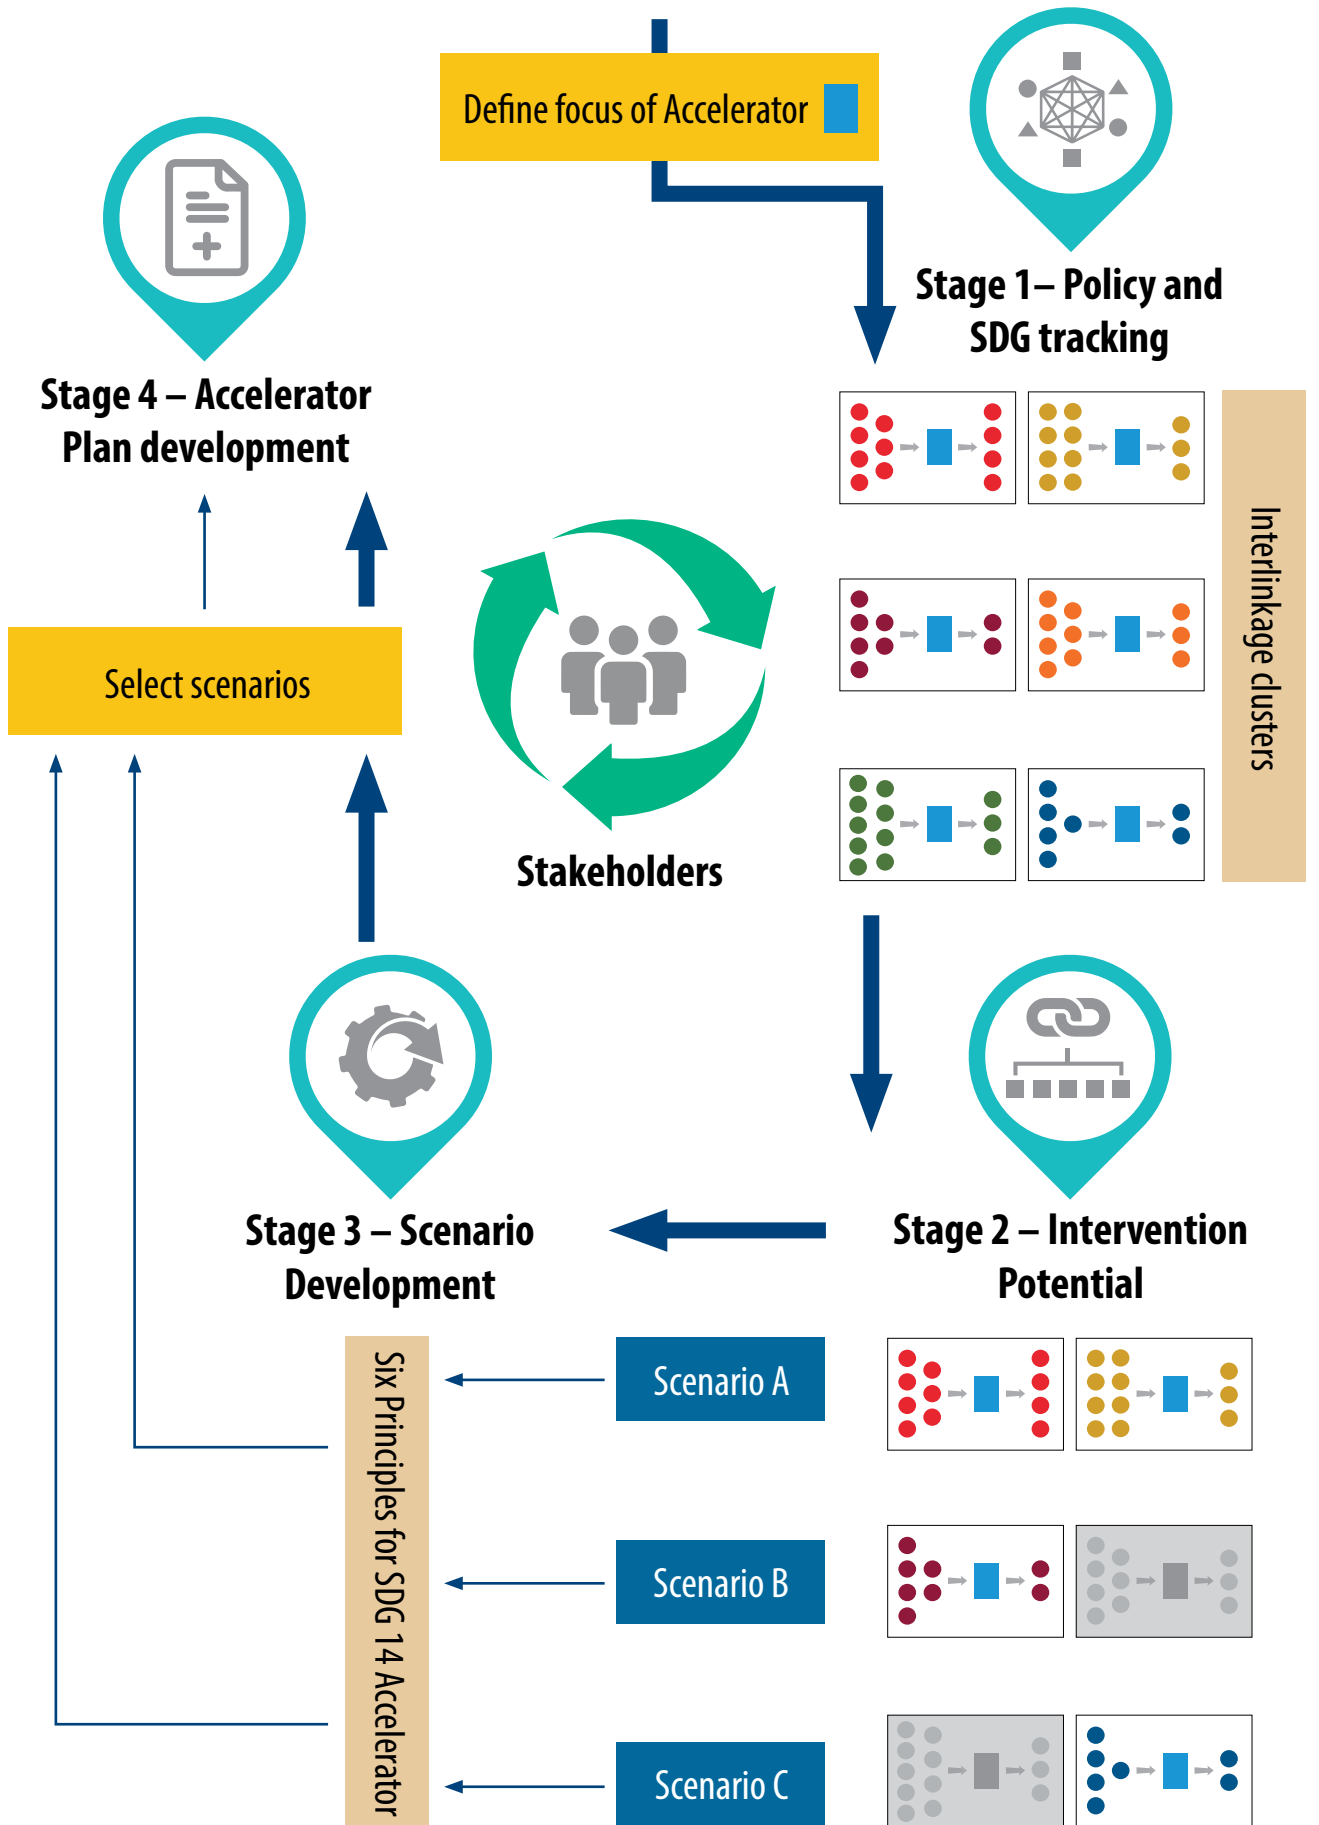 Define focus of Accelerator
Stage 1– Policy and
SDG tracking
Stage 4 – Accelerator
Plan development
Interlinkage clusters
Select scenarios
Stakeholders
Stage 3 – Scenario
Development
Stage 2 – Intervention
Potential
Six Principles for SDG 14 Accelerator
Scenario A
Scenario B
Scenario C